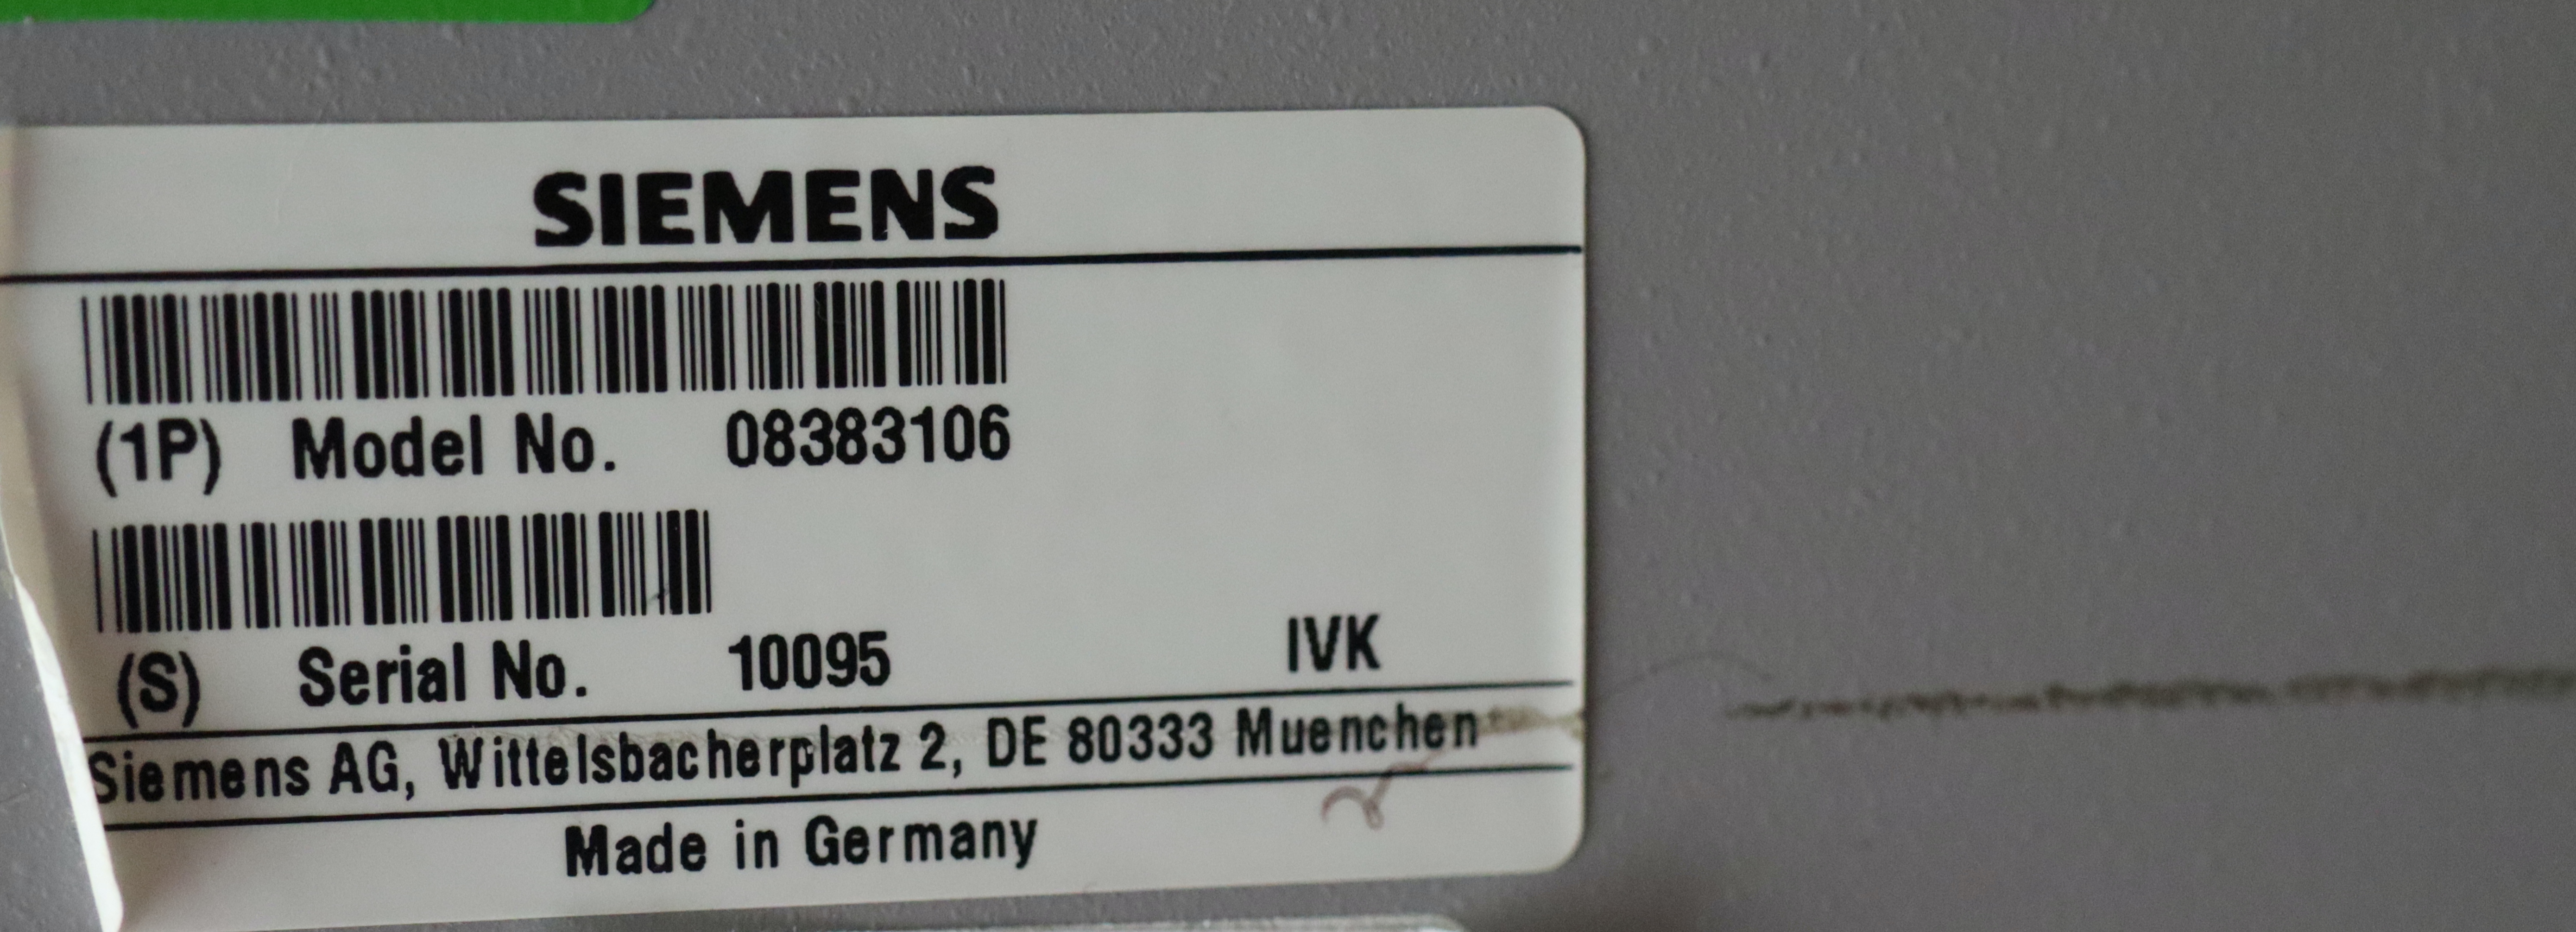 SIEMENS
(1P) Model No. 08383106
(S) Serial No. 10095 IVK
Siemens AG, Wittelsbacherplatz 2, DE 80333 Muenchen
Made in Germany